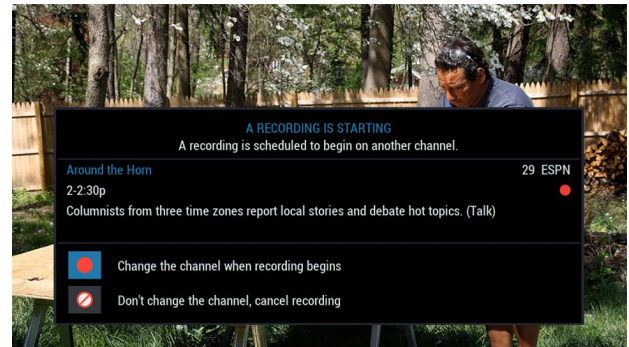 A RECORDING IS STARTING
A recording is scheduled to begin on another channel.
Around the Horn 29 ESPN
2-2:30p
Columnists from three time zones report local stories and debate hot topics. (Talk)
Change the channel when recording begins
Don't change the channel, cancel recording